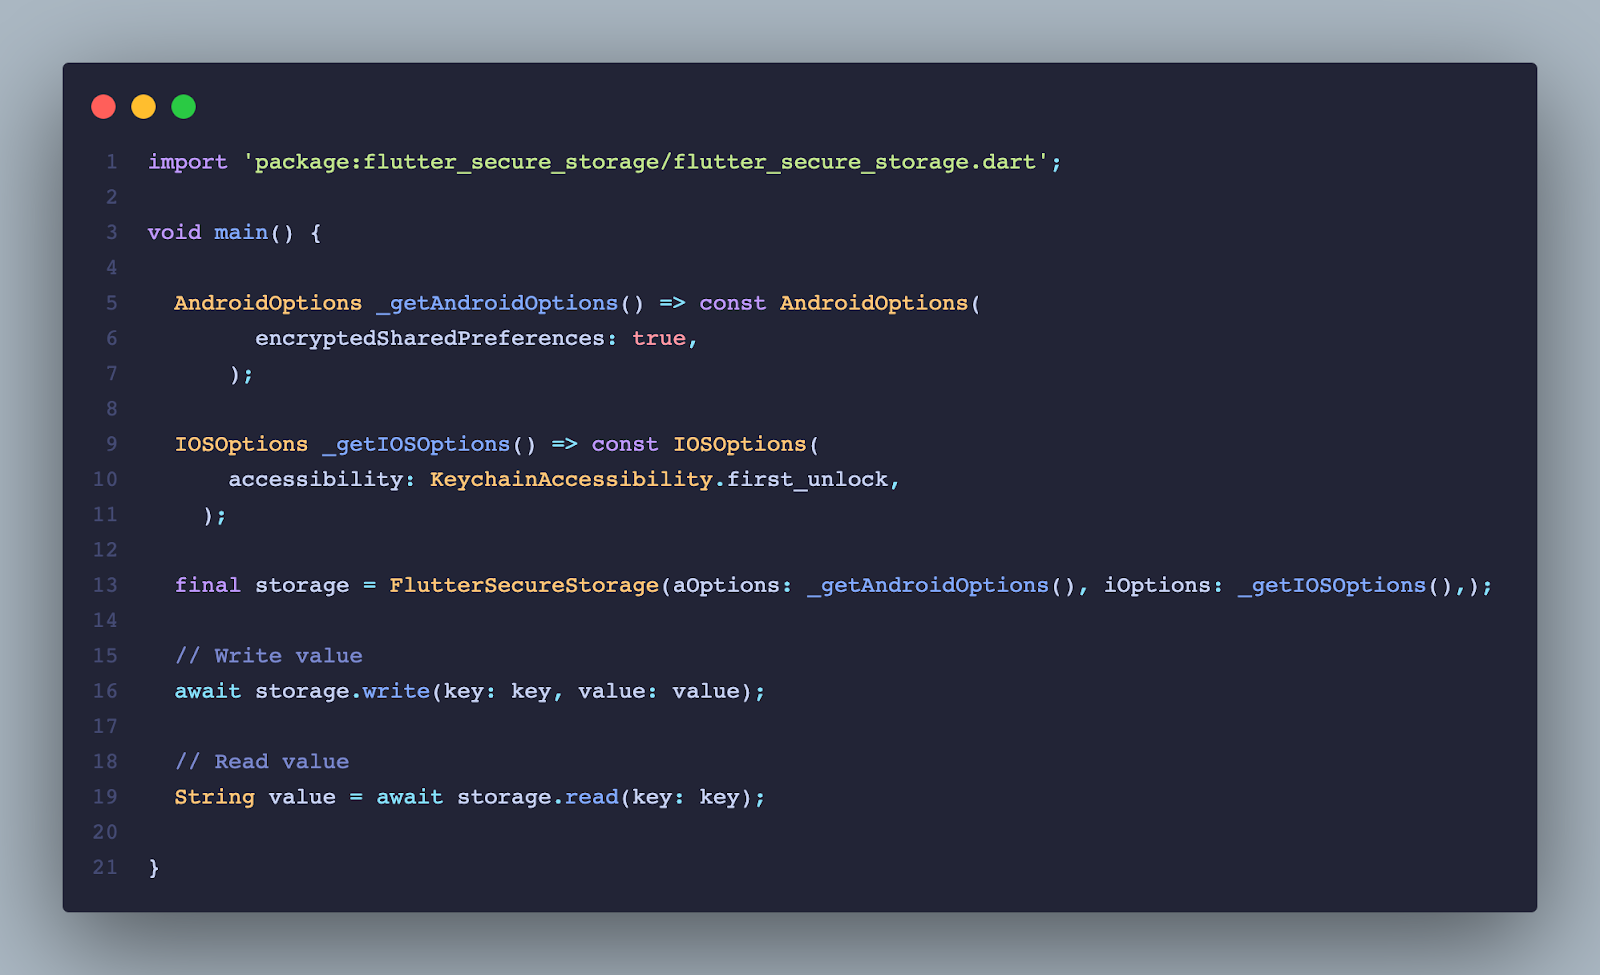 1 import 'package:flutter_secure_storage/flutter_secure_storage.dart';
2
3 void main() {
4
5 AndroidOptions _getAndroidOptions() => const AndroidOptions(
6 encryptedSharedPreferences: true,
7 );
8
9 IOSOptions _getIOSOptions() => const IOSOptions(
10 accessibility: KeychainAccessibility.first_unlock,
11 );
12
13 final storage = FlutterSecureStorage(aOptions: _getAndroidOptions(), iOptions: _getIOSOptions(),);
14
15 // Write value
16 await storage.write(key: key, value: value);
17
18 // Read value
19 String value = await storage.read(key: key);
20
21 }